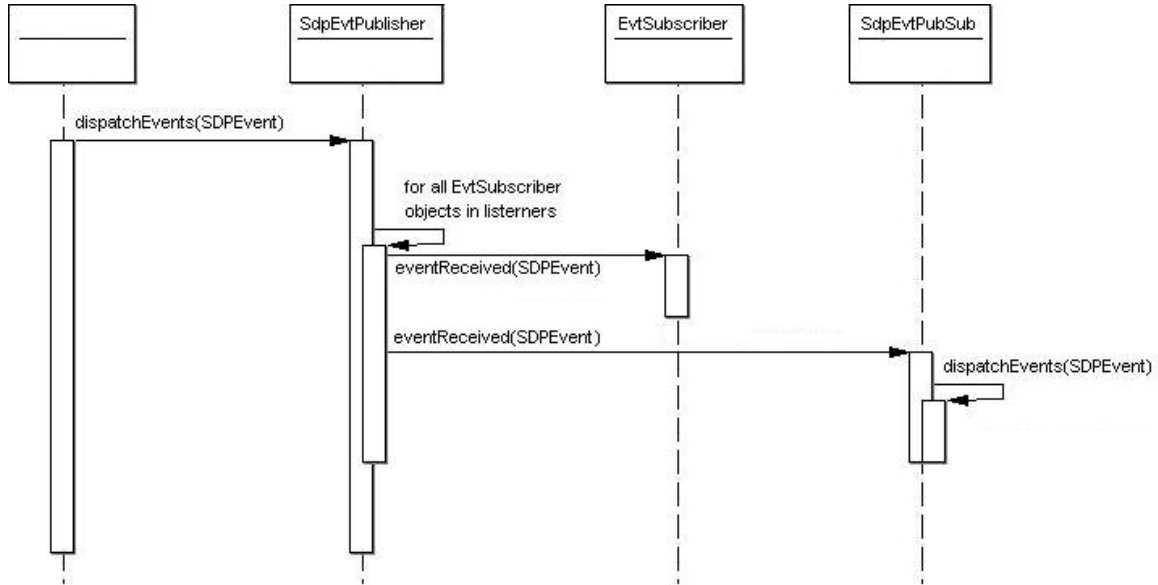 SdpEvtPublisher
EvtSubscriber
SdpEvtPubSub
dispatchEvents(SDPEvent)
for all EvtSubscriber
objects in listerners
eventReceived(SDPEvent)
eventReceived(SDPEvent)
dispatchEvents(SDPEvent)